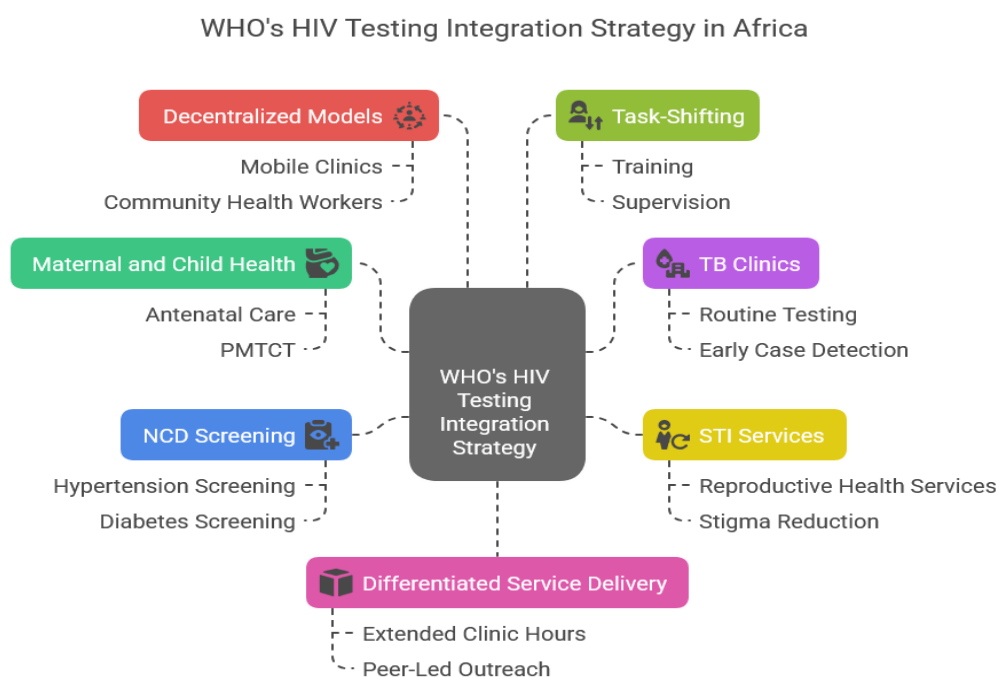 WHO's HIV Testing Integration Strategy in Africa
Decentralized Models
Mobile Clinics
Community Health Workers
Task-Shifting
Training
Supervision
Maternal and Child Health
Antenatal Care
PMTCT
TB Clinics
Routine Testing
Early Case Detection
WHO's HIV
Testing
Integration
Strategy
NCD Screening
Hypertension Screening
Diabetes Screening
STI Services
Reproductive Health Services
Stigma Reduction
Differentiated Service Delivery
Extended Clinic Hours
Peer-Led Outreach